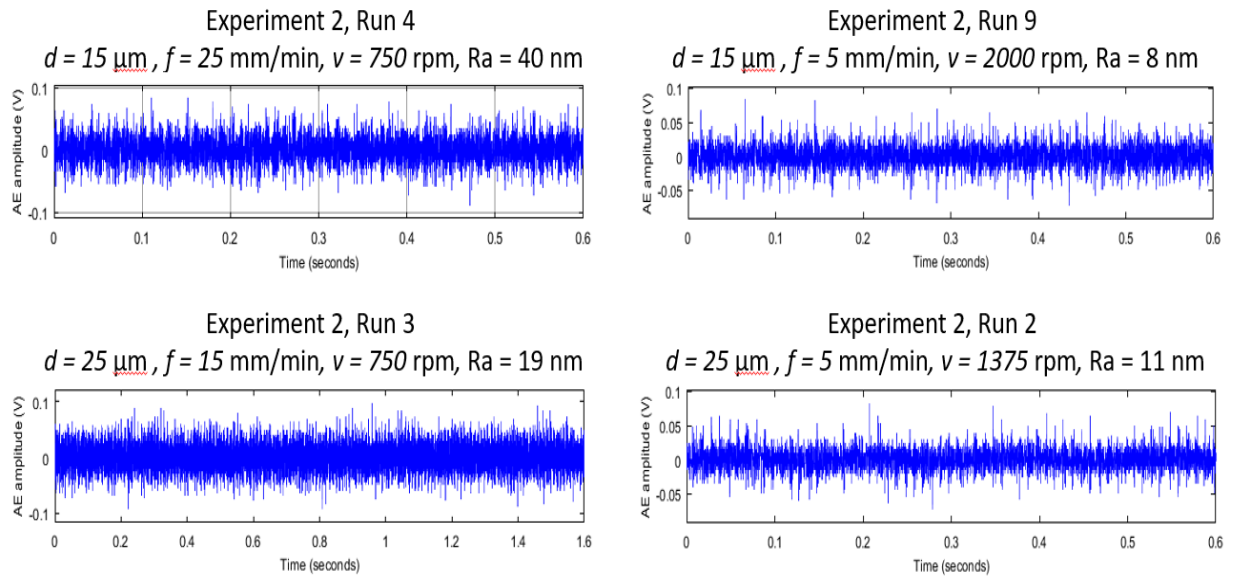 Experiment 2, Run 4
d = 15 μm , f = 25 mm/min, v = 750 rpm, Ra = 40 nm
AE amplitude (V)
0.1
0
-0.1
0 0.1 0.2 0.3 0.4 0.5 0.6
Time (seconds)
Experiment 2, Run 9
d = 15 μm , f = 5 mm/min, v = 2000 rpm, Ra = 8 nm
AE amplitude (V)
0.1
0.05
0
-0.05
0 0.1 0.2 0.3 0.4 0.5 0.6
Time (seconds)
Experiment 2, Run 3
d = 25 μm , f = 15 mm/min, v = 750 rpm, Ra = 19 nm
AE amplitude (V)
0.1
0
-0.1
0 0.2 0.4 0.6 0.8 1 1.2 1.4 1.6
Time (seconds)
Experiment 2, Run 2
d = 25 μm , f = 5 mm/min, v = 1375 rpm, Ra = 11 nm
AE amplitude (V)
0.1
0.05
0
-0.05
0 0.1 0.2 0.3 0.4 0.5 0.6
Time (seconds)